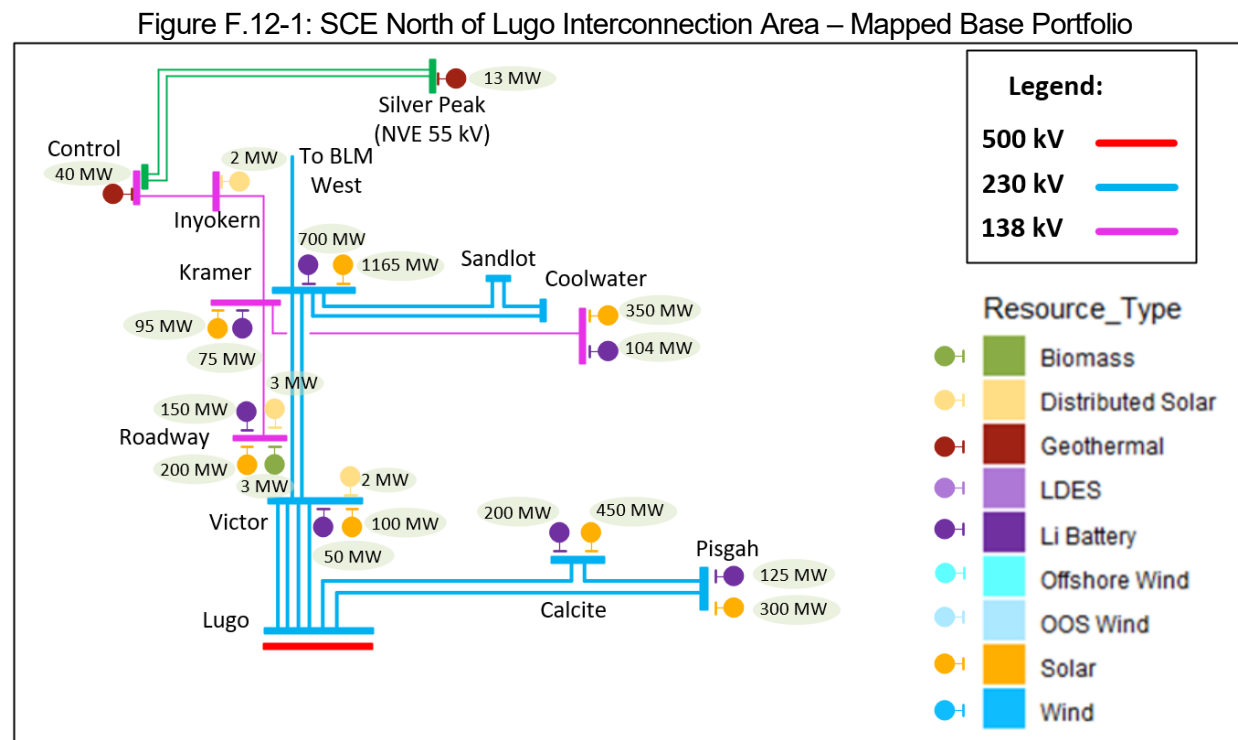 Figure F.12-1: SCE North of Lugo Interconnection Area – Mapped Base Portfolio
Legend:
500 kV
230 kV
138 kV
13 MW
Silver Peak
(NVE 55 kV)
Control
40 MW
2 MW
Inyokern
To BLM
West
700 MW
1165 MW
Kramer
Sandlot
Coolwater
350 MW
104 MW
95 MW
75 MW
3 MW
150 MW
Roadway
200 MW
3 MW
2 MW
Victor
100 MW
50 MW
200 MW
450 MW
Pisgah
125 MW
300 MW
Calcite
Lugo
Resource_Type
Biomass
Distributed Solar
Geothermal
LDES
Li Battery
Offshore Wind
OOS Wind
Solar
Wind